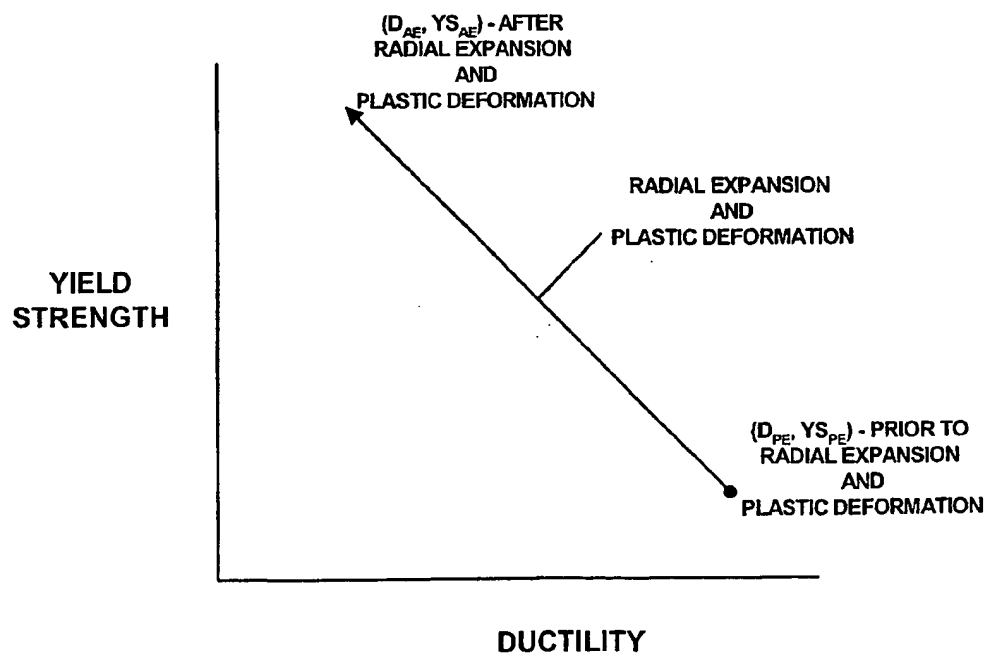 (D_AE, YS_AE) - AFTER
RADIAL EXPANSION
AND
PLASTIC DEFORMATION
RADIAL EXPANSION
AND
PLASTIC DEFORMATION
YIELD
STRENGTH
(D_PE, YS_PE) - PRIOR TO
RADIAL EXPANSION
AND
PLASTIC DEFORMATION
DUCTILITY